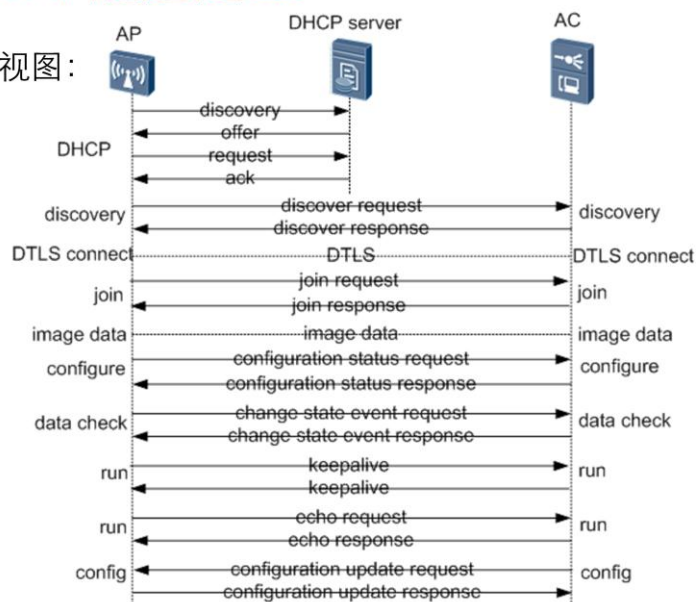 DHCP server
AP
AC
视图：
discovery
offer
DHCP
request
ack
discover request
discovery
discovery
discover response
DTLS connect
DTLS
DTLS connect
join request
join
join
join response
image data
image data
image data
configuration status request
configure
configure
configuration status response
change state event request
data check
data check
change state event response
keepalive
run
run
keepalive
echo request
run
run
echo response
configuration update request
config
config
configuration update response